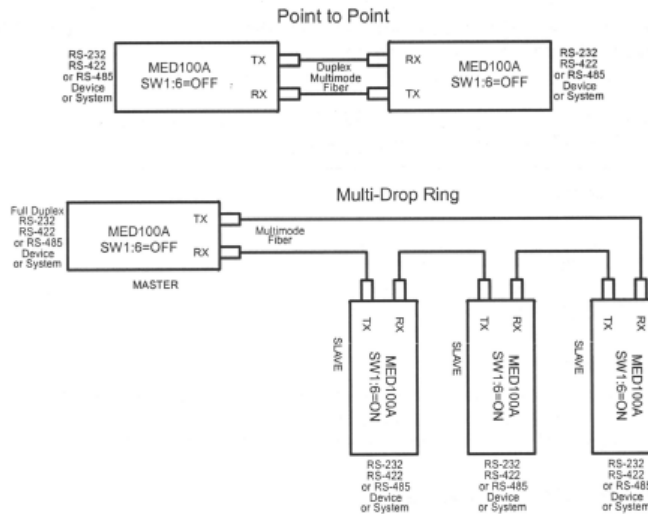 Point to Point
RS-232
RS-422
or RS-485
Device
or System
MED100A
SW1:6=OFF
TX
RX
Duplex
Multimode
Fiber
RX
TX
MED100A
SW1:6=OFF
RS-232
RS-422
or RS-485
Device
or System
Multi-Drop Ring
Full Duplex
RS-232
RS-422
or RS-485
Device
or System
MED100A
SW1:6=OFF
TX
RX
MASTER
Multimode
Fiber
TX
RX
SLAVE
MED100A
SW1:6=ON
RS-232
RS-422
or RS-485
Device
or System
TX
RX
SLAVE
MED100A
SW1:6=ON
RS-232
RS-422
or RS-485
Device
or System
TX
RX
SLAVE
MED100A
SW1:6=ON
RS-232
RS-422
or RS-485
Device
or System